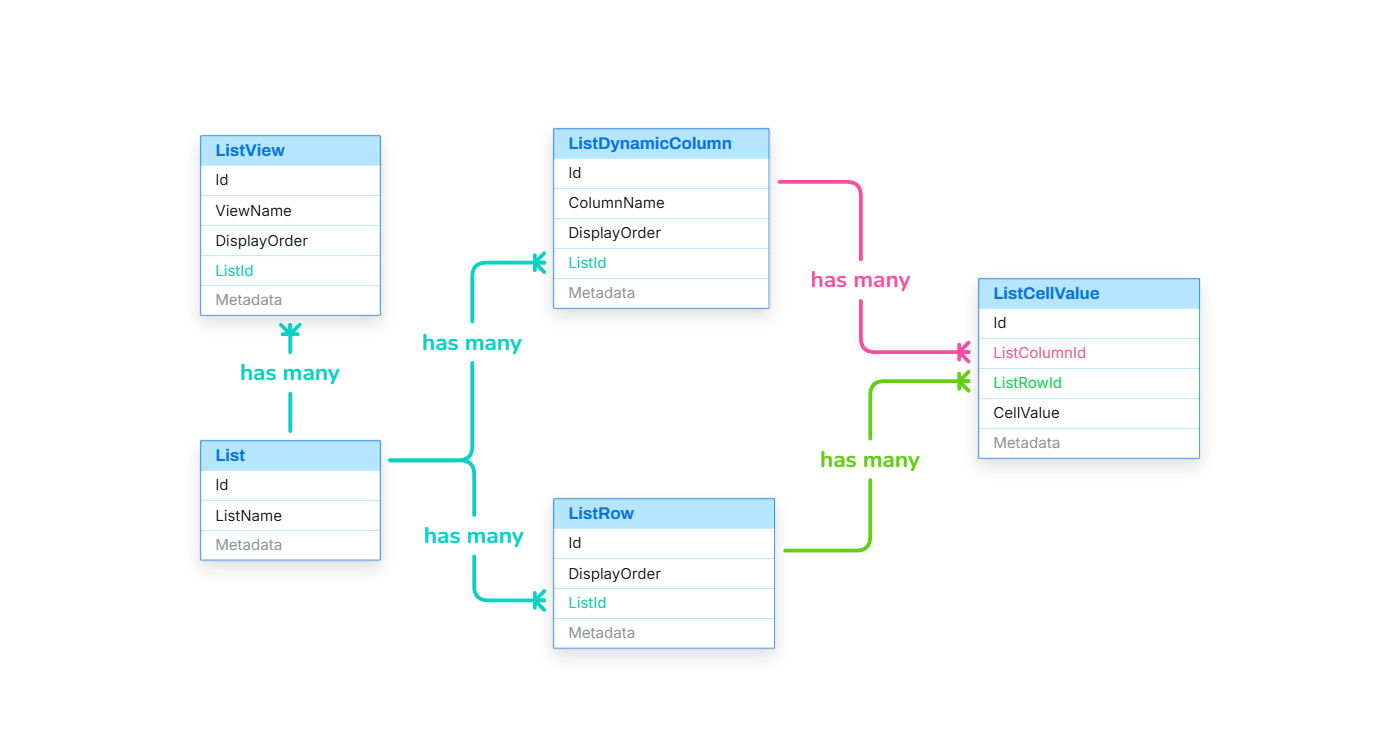 ListView
Id
ViewName
DisplayOrder
ListId
Metadata
has many
List
Id
ListName
Metadata
has many
has many
ListDynamicColumn
Id
ColumnName
DisplayOrder
ListId
Metadata
ListRow
Id
DisplayOrder
ListId
Metadata
has many
has many
ListCellValue
Id
ListColumnId
ListRowId
CellValue
Metadata